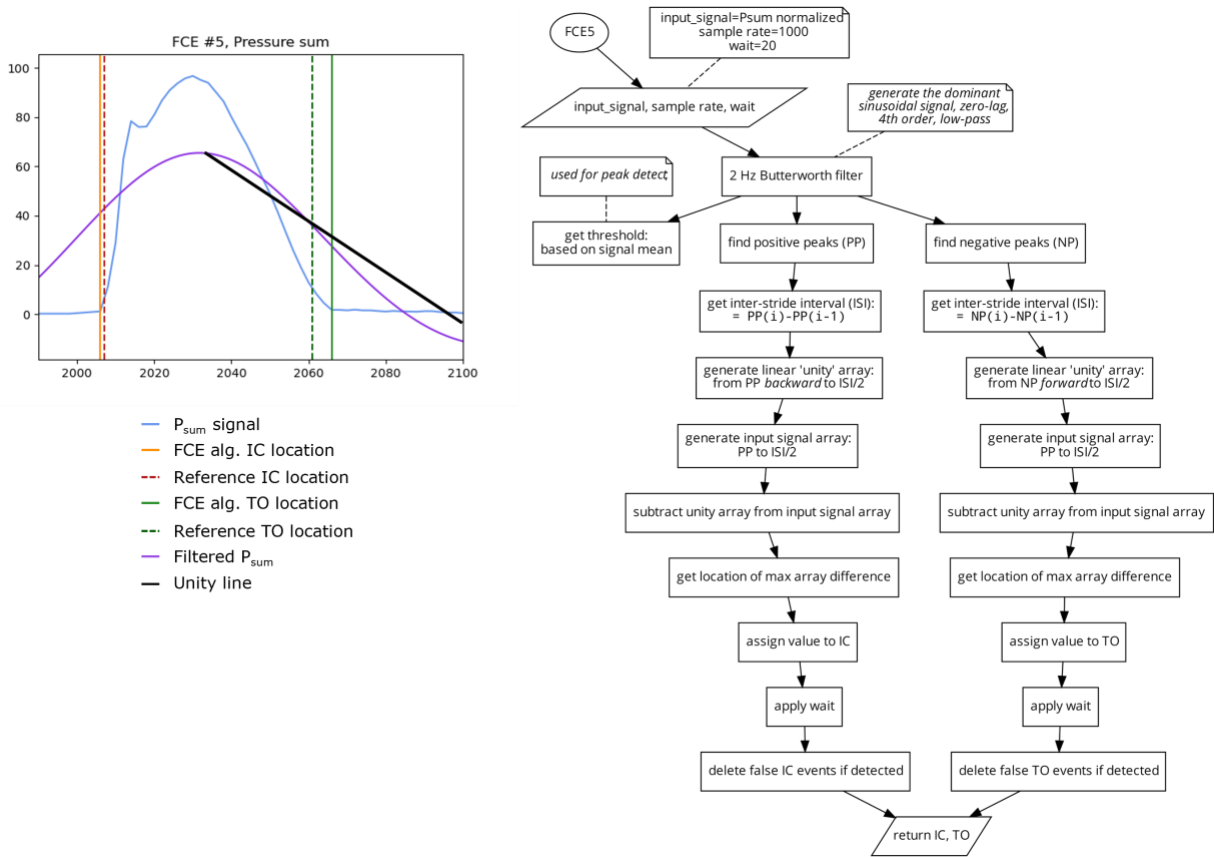 FCE #5, Pressure sum
100
80
60
40
20
0
2000
2020
2040
2060
2080
2100
Psum signal
FCE alg. IC location
Reference IC location
FCE alg. TO location
Reference TO location
Filtered Psum
Unity line
FCE5
input_signal=Psum normalized
sample rate=1000
wait=20
input_signal, sample rate, wait
generate the dominant
sinusoidal signal, zero-lag,
4th order, low-pass
used for peak detect
2 Hz Butterworth filter
get threshold:
based on signal mean
find positive peaks (PP)
find negative peaks (NP)
get inter-stride interval (ISI):
= PP(i)-PP(i-1)
get inter-stride interval (ISI):
= NP(i)-NP(i-1)
generate linear 'unity' array:
from PP backward to ISI/2
generate linear 'unity' array:
from NP forward to ISI/2
generate input signal array:
PP to ISI/2
generate input signal array:
PP to ISI/2
subtract unity array from input signal array
subtract unity array from input signal array
get location of max array difference
get location of max array difference
assign value to IC
assign value to TO
apply wait
apply wait
delete false IC events if detected
delete false TO events if detected
return IC, TO